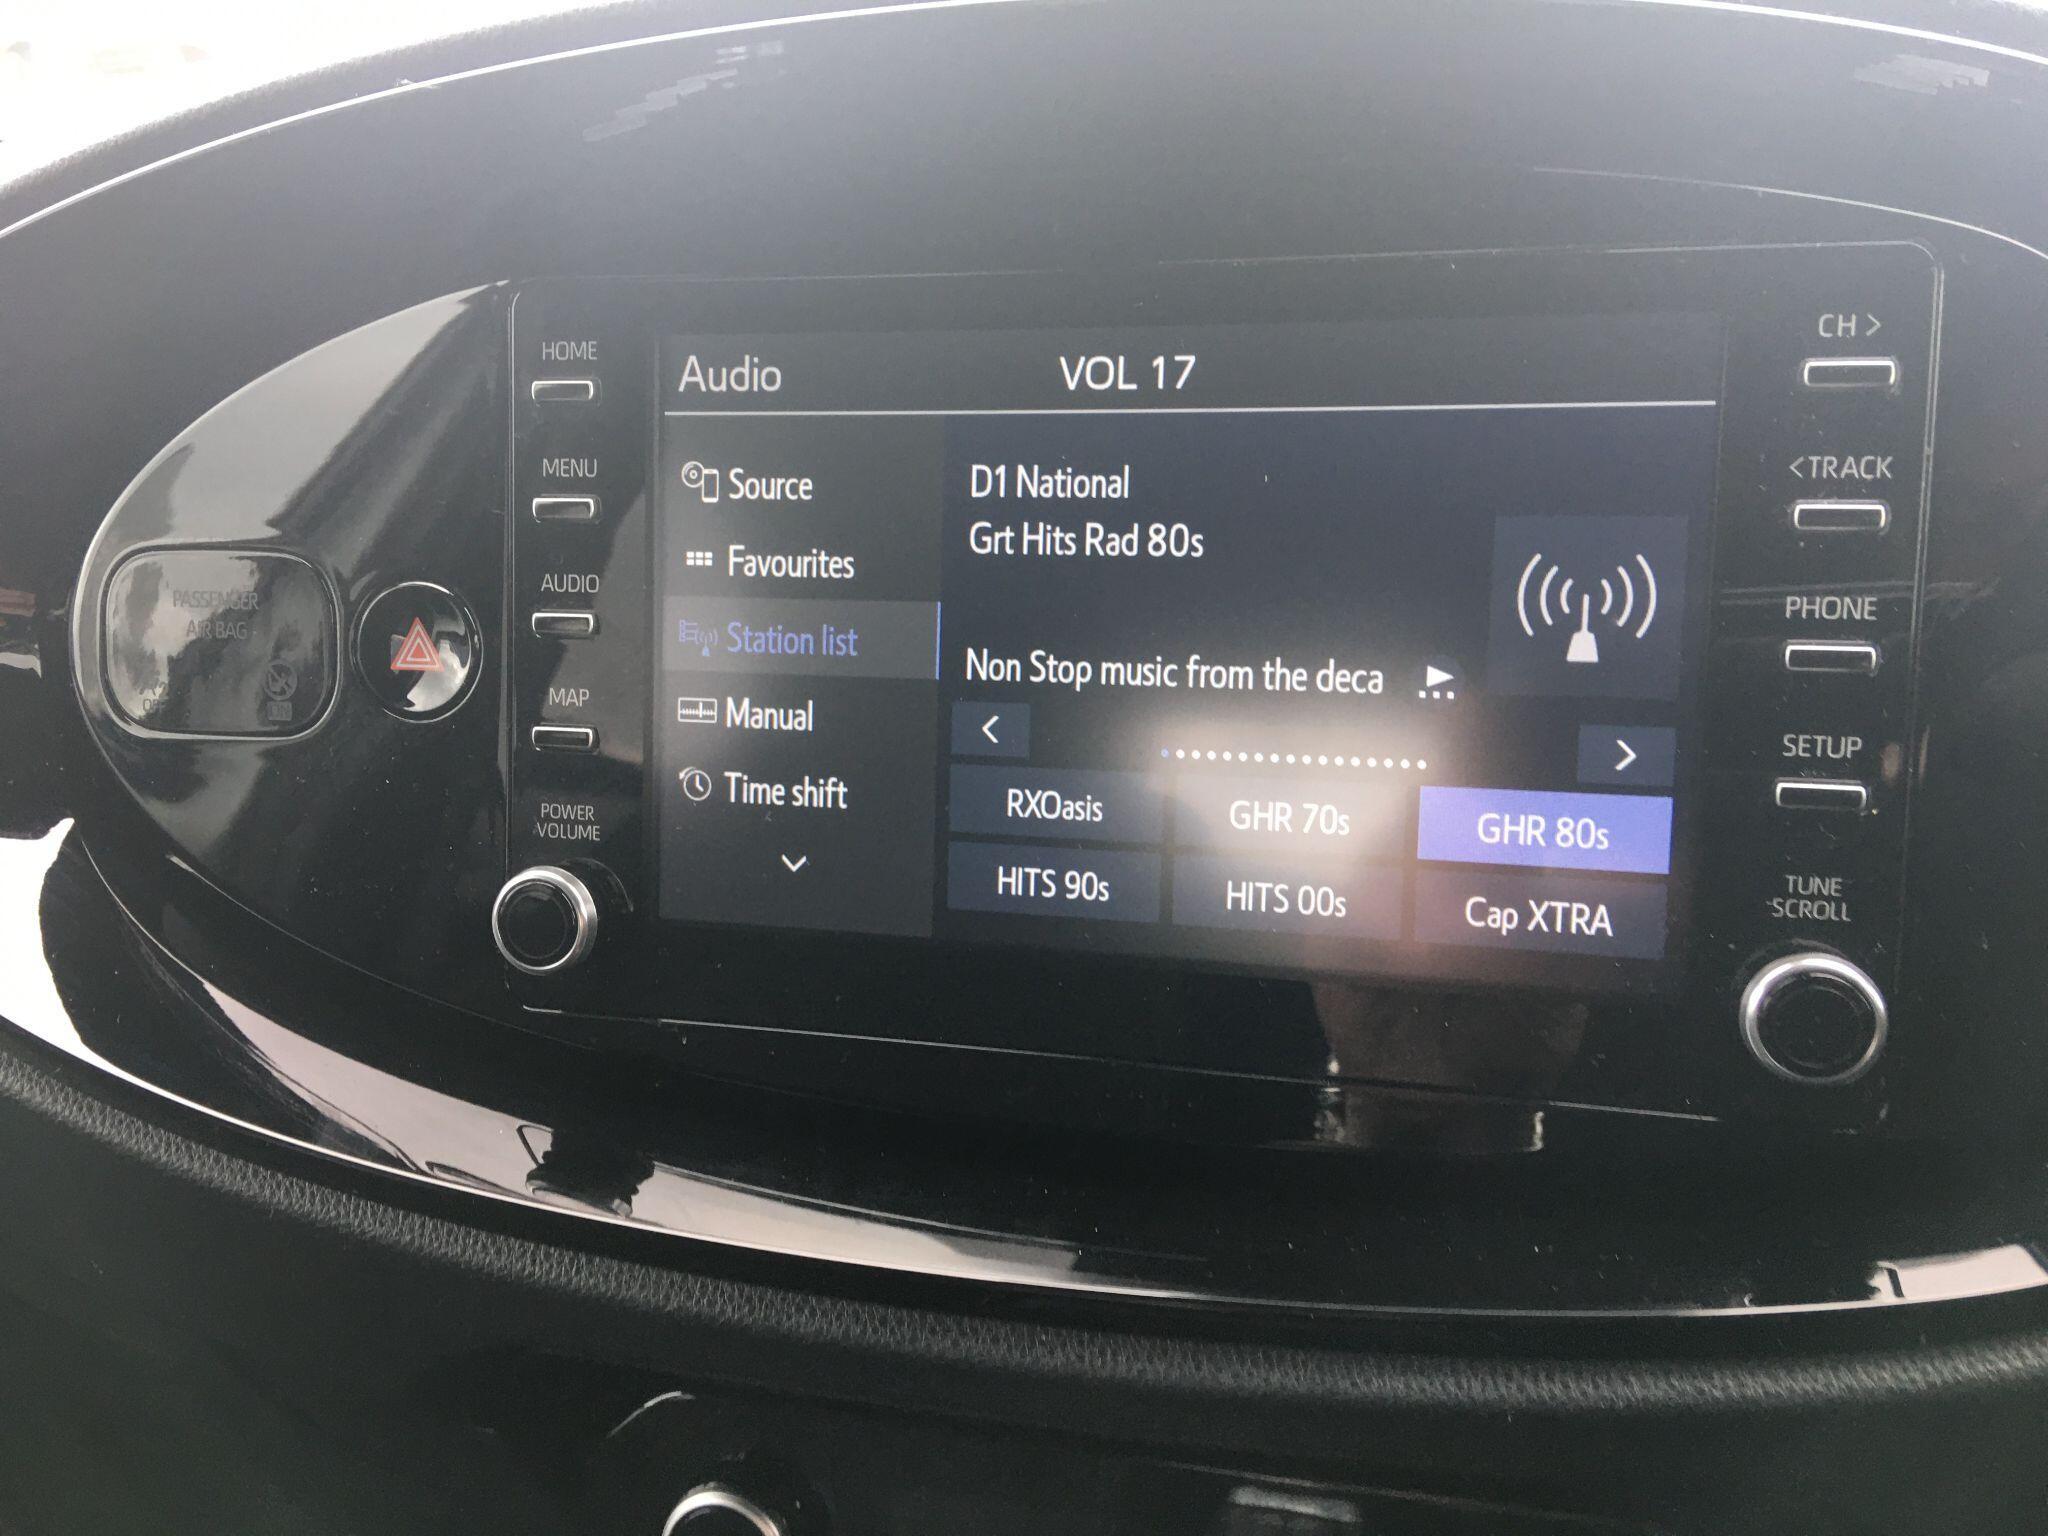 HOME
MENU
AUDIO
MAP
POWER
VOLUME
PASSENGER
AIR BAG
Audio
VOL 17
Source
Favourites
Station list
Manual
Time shift
D1 National
Grt Hits Rad 80s
Non Stop music from the deca
RXOasis
GHR 70s
GHR 80s
HITS 90s
HITS 00s
Cap XTRA
CH >
<TRACK
PHONE
SETUP
TUNE
SCROLL